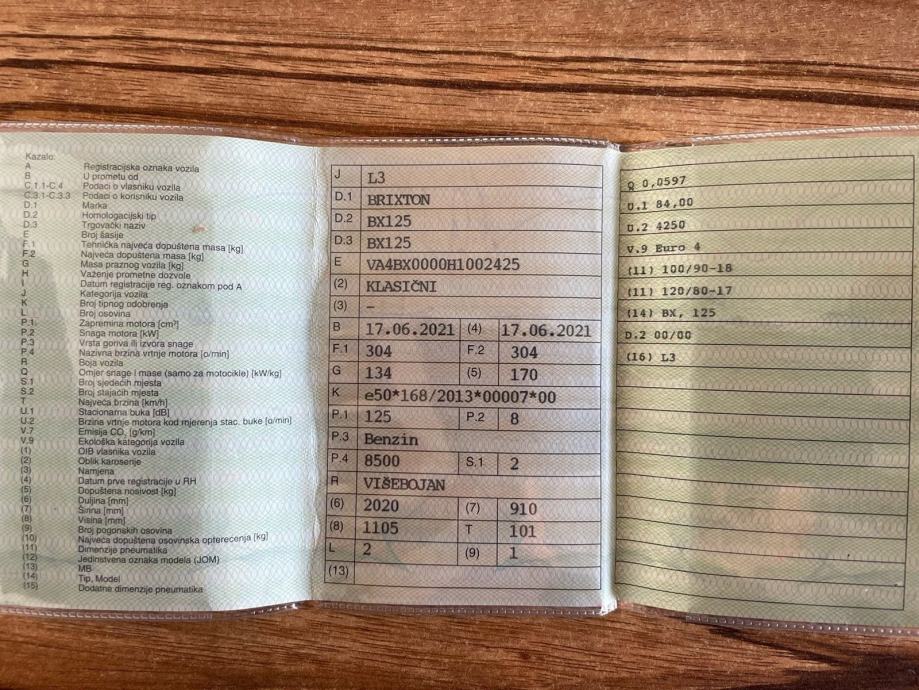 Kazalo:
A Registracijska oznaka vozila
B U prometu od
C.1.1-C.4 Podaci o vlasniku vozila
C.3.1-C.3.3 Podaci o korisniku vozila
D.1 Marka
D.2 Homologacijski tip
D.3 Trgovački naziv
E Broj šasije
F.1 Tehnička najveća dopuštena masa [kg]
F.2 Najveća dopuštena masa [kg]
G Masa praznog vozila [kg]
H Važenje prometne dozvole
I Datum registracije reg. oznakom pod A
J Kategorija vozila
K Broj tipnog odobrenja
L Broj osovina
P.1. Zapremina motora [cm³]
P.2 Snaga motora [kW]
P.3 Vrsta goriva ili izvora snage
P.4 Nazivna brzina vrtnje motora [o/min]
R Boja vozila
Q Omjer snage i mase (samo za motocikle) [kW/kg]
S.1 Broj sjedećih mjesta
S.2 Broj stajaćih mjesta
T Najveća brzina [km/h]
U.1 Stacionarna buka [dB]
U.2 Brzina vrtnje motora kod mjerenja stac. buke [o/min]
V.7 Emisija CO₂ [g/km]
V.9 Ekološka kategorija vozila
(1) OIB vlasnika vozila
(2) Oblik karoserije
(3) Namjena
(4) Datum prve registracije u RH
(5) Dopuštena nosivost [kg]
(6) Duljina [mm]
(7) Širina [mm]
(8) Visina [mm]
(9) Broj pogonskih osovina
(10) Najveća dopuštena osovinska opterećenja [kg]
(11) Dimenzije pneumatika
(12) Jedinstvena oznaka modela (JOM)
(13) MB
(14) Tip, Model
(15) Dodatne dimenzije pneumatika
J L3
D.1 BRIXTON
D.2 BX125
D.3 BX125
E VA4BX0000H1002425
(2) KLASIČNI
(3) –
B 17.06.2021 (4) 17.06.2021
F.1 304 F.2 304
G 134 (5) 170
K e50*168/2013*00007*00
P.1 125 P.2 8
P.3 Benzin
P.4 8500 S.1 2
R VIŠEBOJAN
(6) 2020 (7) 910
(8) 1105 T 101
L 2 (9) 1
(13)
Q 0,0597
U.1 84,00
U.2 4250
V.9 Euro 4
(11) 100/90-18
(11) 120/80-17
(14) BX, 125
D.2 00/00
(16) L3